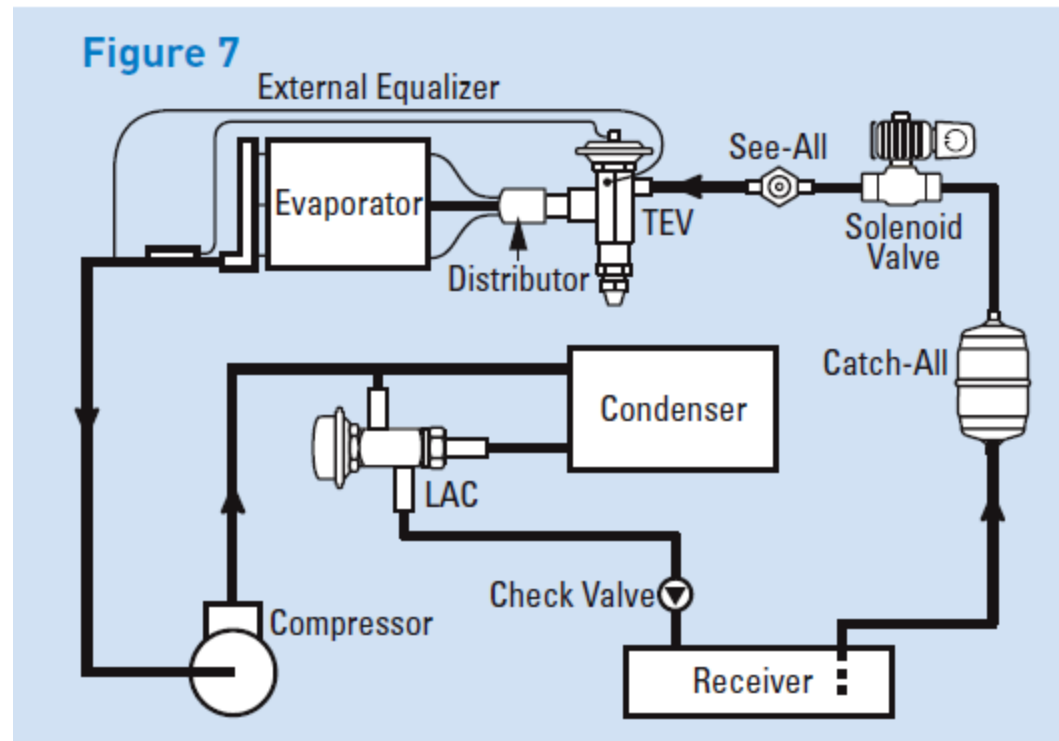 Figure 7
External Equalizer
See-All
Evaporator
TEV
Solenoid
Valve
Distributor
Catch-All
Condenser
LAC
Check Valve
Compressor
Receiver